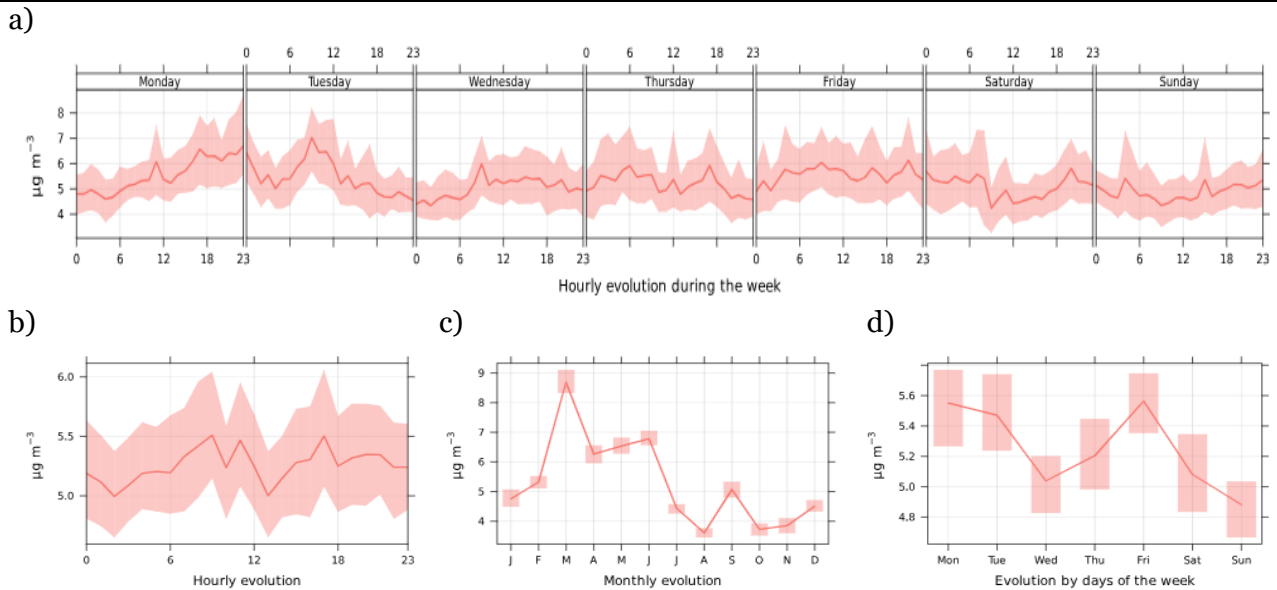 a)
0 6 12 18 23 0 6 12 18 23 0 6 12 18 23
Monday Tuesday Wednesday Thursday Friday Saturday Sunday
8
7
6
5
4
µg m⁻³
0 6 12 18 23 0 6 12 18 23 0 6 12 18 23 0 6 12 18 23
Hourly evolution during the week
b)
6.0
5.5
5.0
µg m⁻³
0 6 12 18 23
Hourly evolution
c)
9
8
7
6
5
4
µg m⁻³
J F M A M J J A S O N D
Monthly evolution
d)
5.6
5.4
5.2
5.0
4.8
µg m⁻³
Mon Tue Wed Thu Fri Sat Sun
Evolution by days of the week